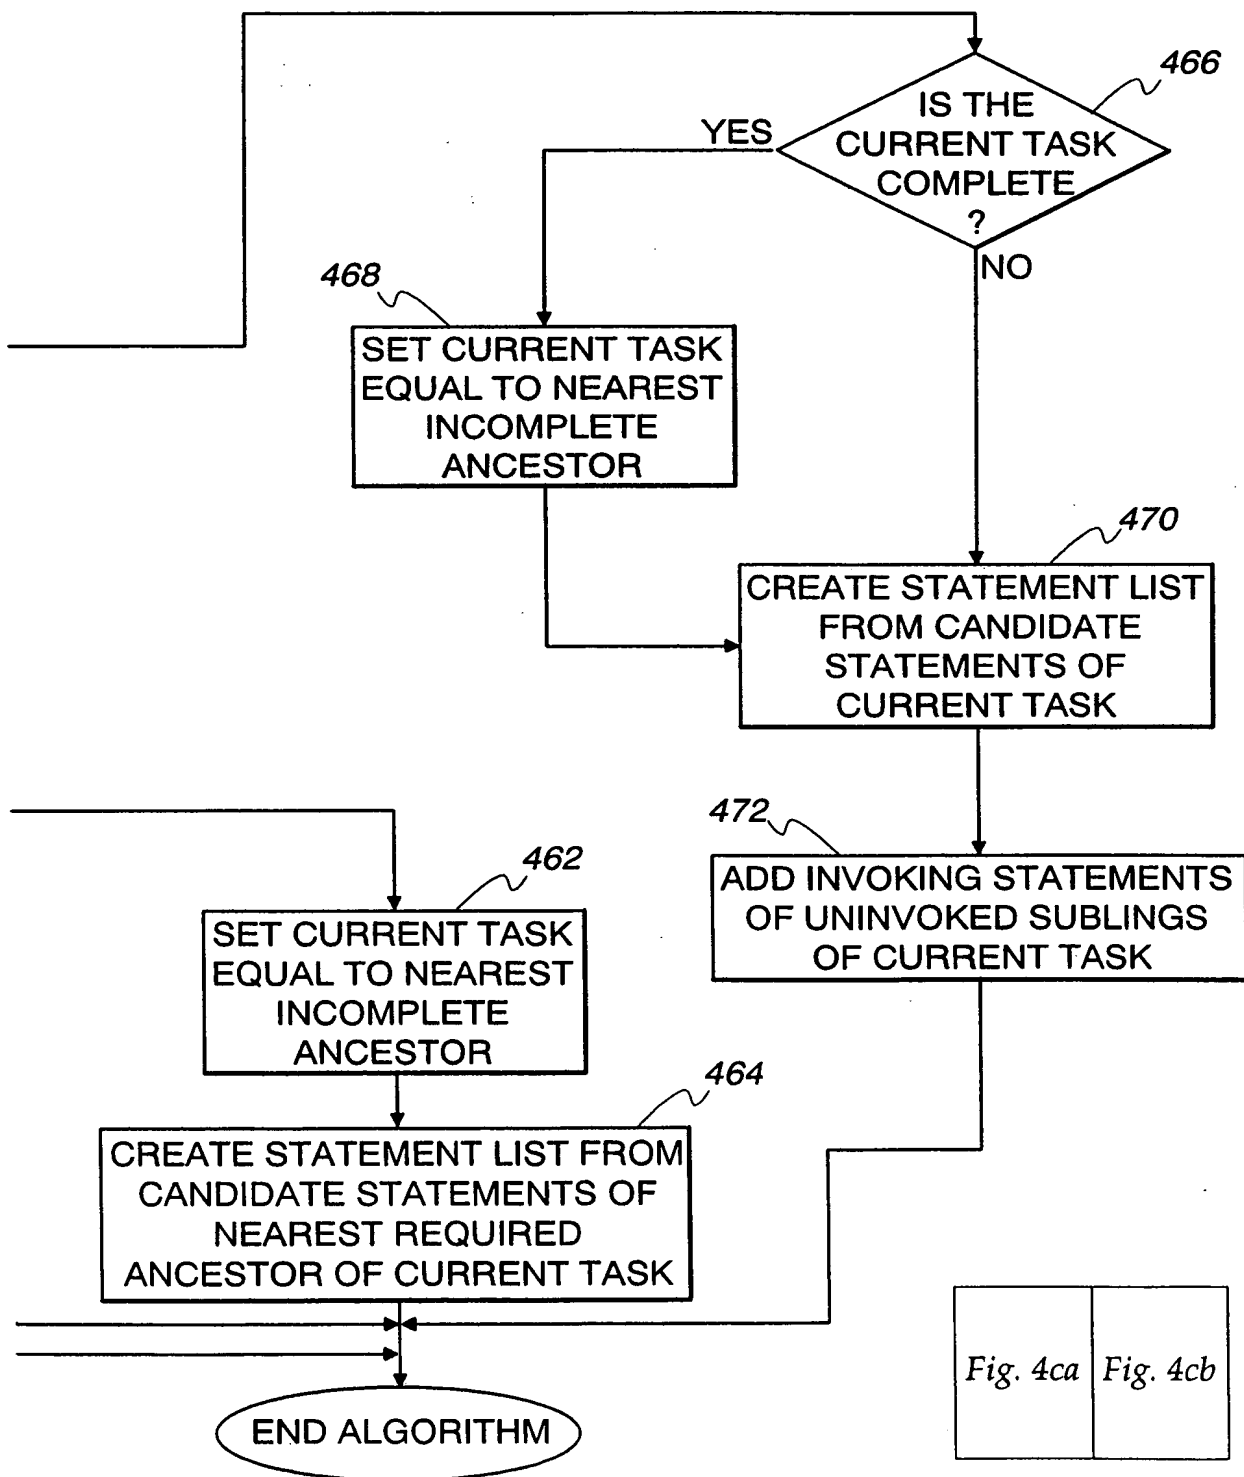 466
IS THE
CURRENT TASK
COMPLETE
?
YES
NO
468
SET CURRENT TASK
EQUAL TO NEAREST
INCOMPLETE
ANCESTOR
470
CREATE STATEMENT LIST
FROM CANDIDATE
STATEMENTS OF
CURRENT TASK
472
ADD INVOKING STATEMENTS
OF UNINVOKED SUBLINGS
OF CURRENT TASK
462
SET CURRENT TASK
EQUAL TO NEAREST
INCOMPLETE
ANCESTOR
464
CREATE STATEMENT LIST FROM
CANDIDATE STATEMENTS OF
NEAREST REQUIRED
ANCESTOR OF CURRENT TASK
END ALGORITHM
Fig. 4ca
Fig. 4cb